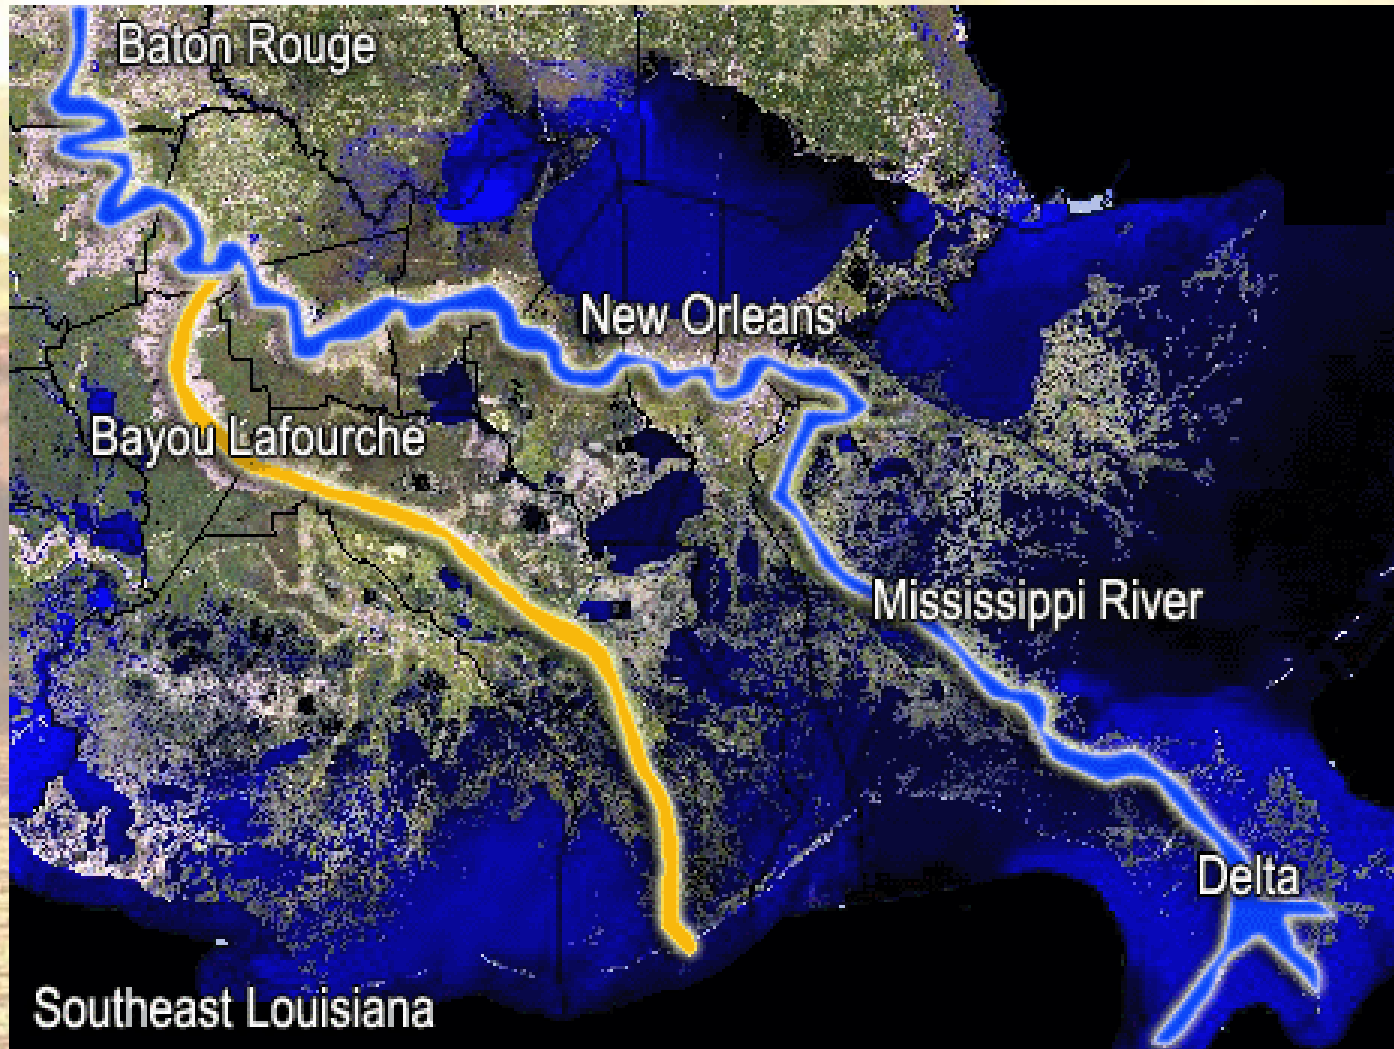 Baton Rouge
New Orleans
Bayou Lafourche
Mississippi River
Delta
Southeast Louisiana